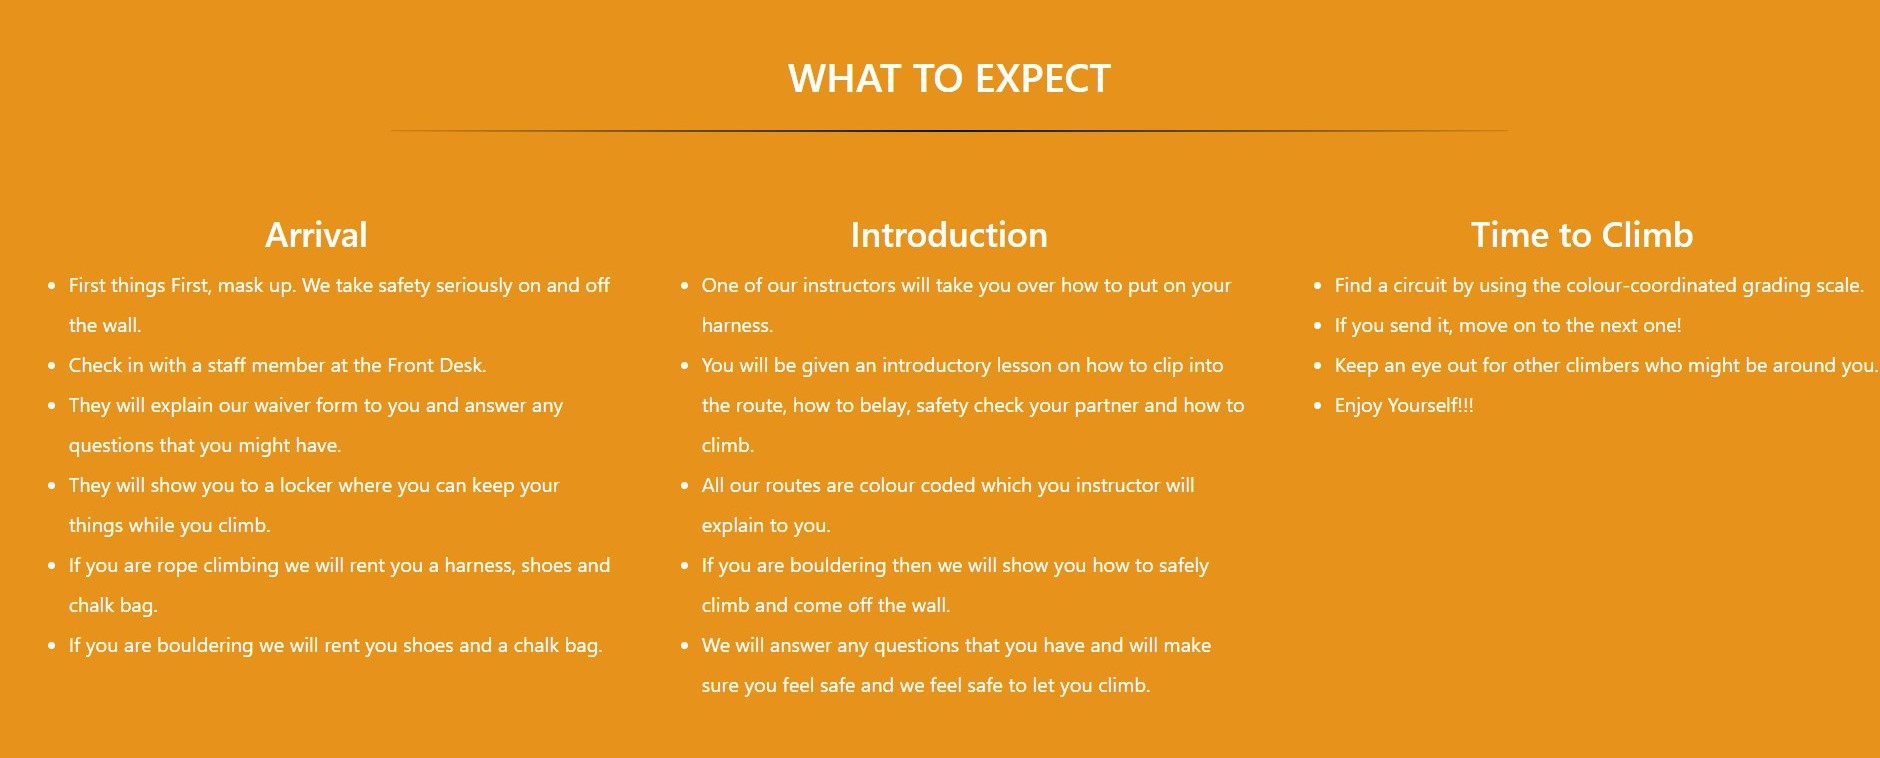 WHAT TO EXPECT
Arrival
• First things First, mask up. We take safety seriously on and off
the wall.
• Check in with a staff member at the Front Desk.
• They will explain our waiver form to you and answer any
questions that you might have.
• They will show you to a locker where you can keep your
things while you climb.
• If you are rope climbing we will rent you a harness, shoes and
chalk bag.
• If you are bouldering we will rent you shoes and a chalk bag.
Introduction
• One of our instructors will take you over how to put on your
harness.
• You will be given an introductory lesson on how to clip into
the route, how to belay, safety check your partner and how to
climb.
• All our routes are colour coded which you instructor will
explain to you.
• If you are bouldering then we will show you how to safely
climb and come off the wall.
• We will answer any questions that you have and will make
sure you feel safe and we feel safe to let you climb.
Time to Climb
• Find a circuit by using the colour-coordinated grading scale.
• If you send it, move on to the next one!
• Keep an eye out for other climbers who might be around you.
• Enjoy Yourself!!!